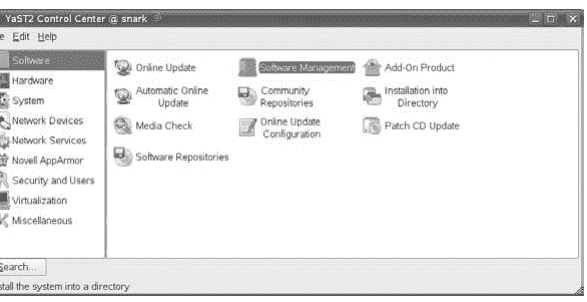 YaST2 Control Center @ snark
e Edit Help
Software
Hardware
System
Network Devices
Network Services
Novell AppArmor
Security and Users
Virtualization
Miscellaneous
Online Update
Software Management
Add-On Product
Automatic Online
Update
Community
Repositories
Installation into
Directory
Media Check
Online Update
Configuration
Patch CD Update
Software Repositories
Search...
stall the system into a directory